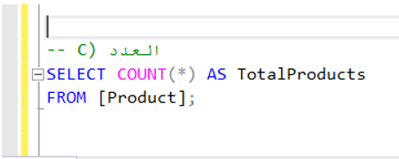 -- C) العدد
SELECT COUNT(*) AS TotalProducts
FROM [Product];